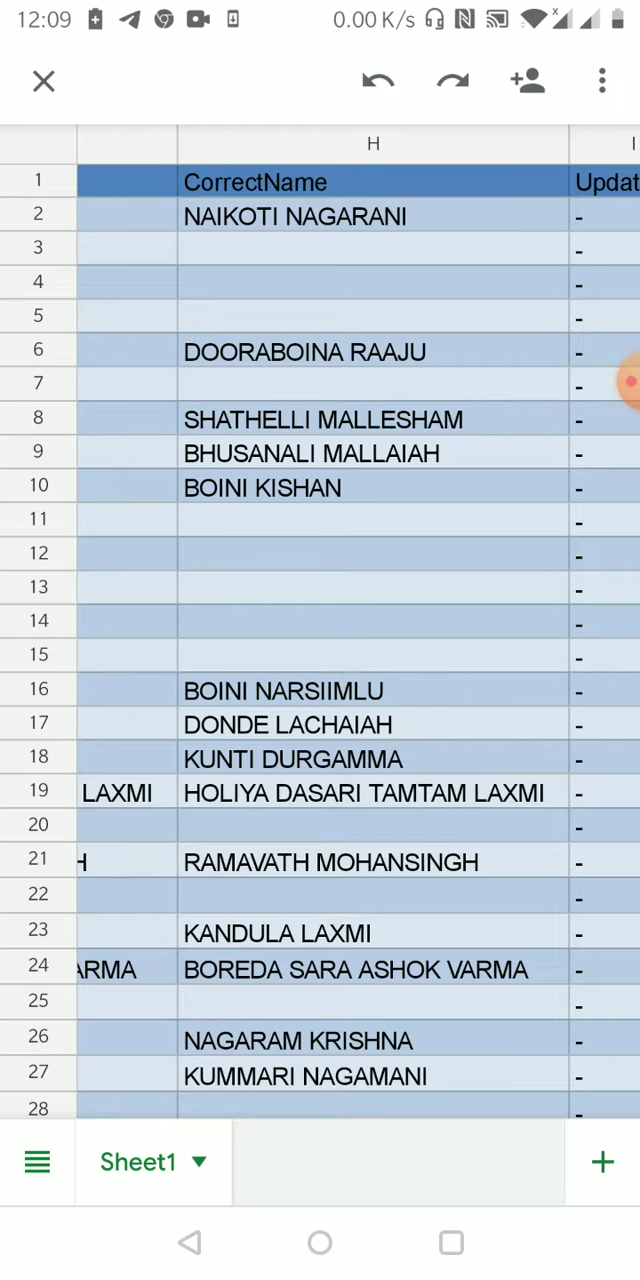 12:09 0.00 K/s x
H I
1 CorrectName Updat
2 NAIKOTI NAGARANI -
3 -
4 -
5 -
6 DOORABOINA RAAJU -
7 -
8 SHATHELLI MALLESHAM -
9 BHUSANALI MALLAIAH -
10 BOINI KISHAN -
11 -
12 -
13 -
14 -
15 -
16 BOINI NARSIIMLU -
17 DONDE LACHAIAH -
18 KUNTI DURGAMMA -
19 LAXMI HOLIYA DASARI TAMTAM LAXMI -
20 -
21 H RAMAVATH MOHANSINGH -
22 -
23 KANDULA LAXMI -
24 ARMA BOREDA SARA ASHOK VARMA -
25 -
26 NAGARAM KRISHNA -
27 KUMMARI NAGAMANI -
28 -
Sheet1